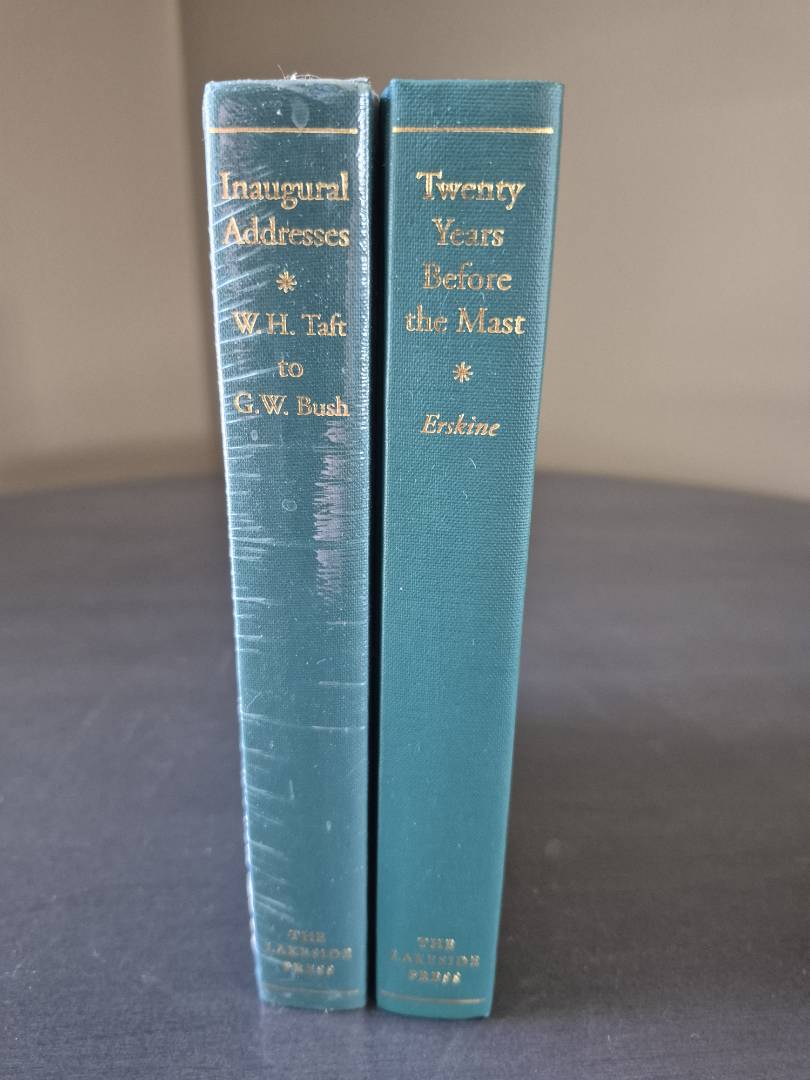 Inaugural
Addresses
W. H. Taft
to
G.W. Bush
THE
LAKESIDE
PRESS
Twenty
Years
Before
the Mast
Erskine
THE
LAKESIDE
PRESS